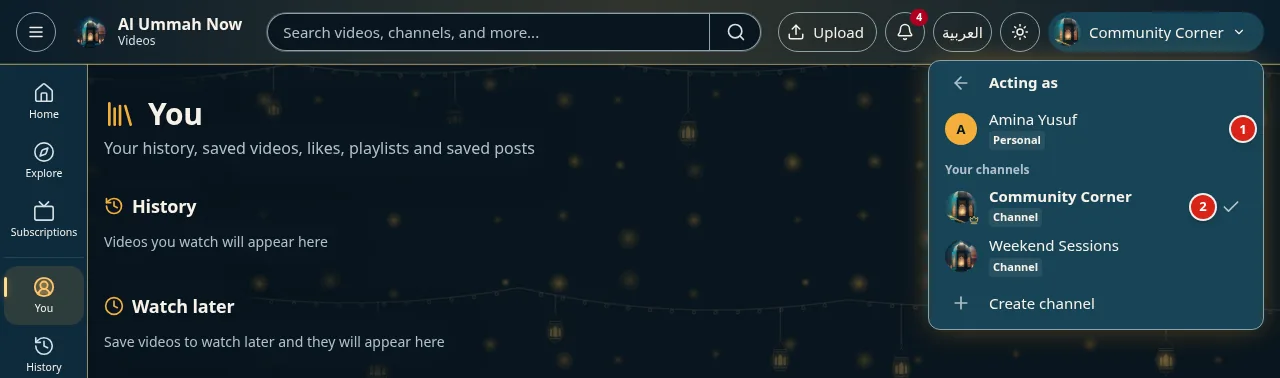 Al Ummah Now
Videos
Search videos, channels, and more...
Upload
4
العربية
Community Corner
Home
Explore
Subscriptions
You
History
You
Your history, saved videos, likes, playlists and saved posts
History
Videos you watch will appear here
Watch later
Save videos to watch later and they will appear here
Acting as
A
Amina Yusuf
Personal
1
Your channels
Community Corner
Channel
2
Weekend Sessions
Channel
Create channel